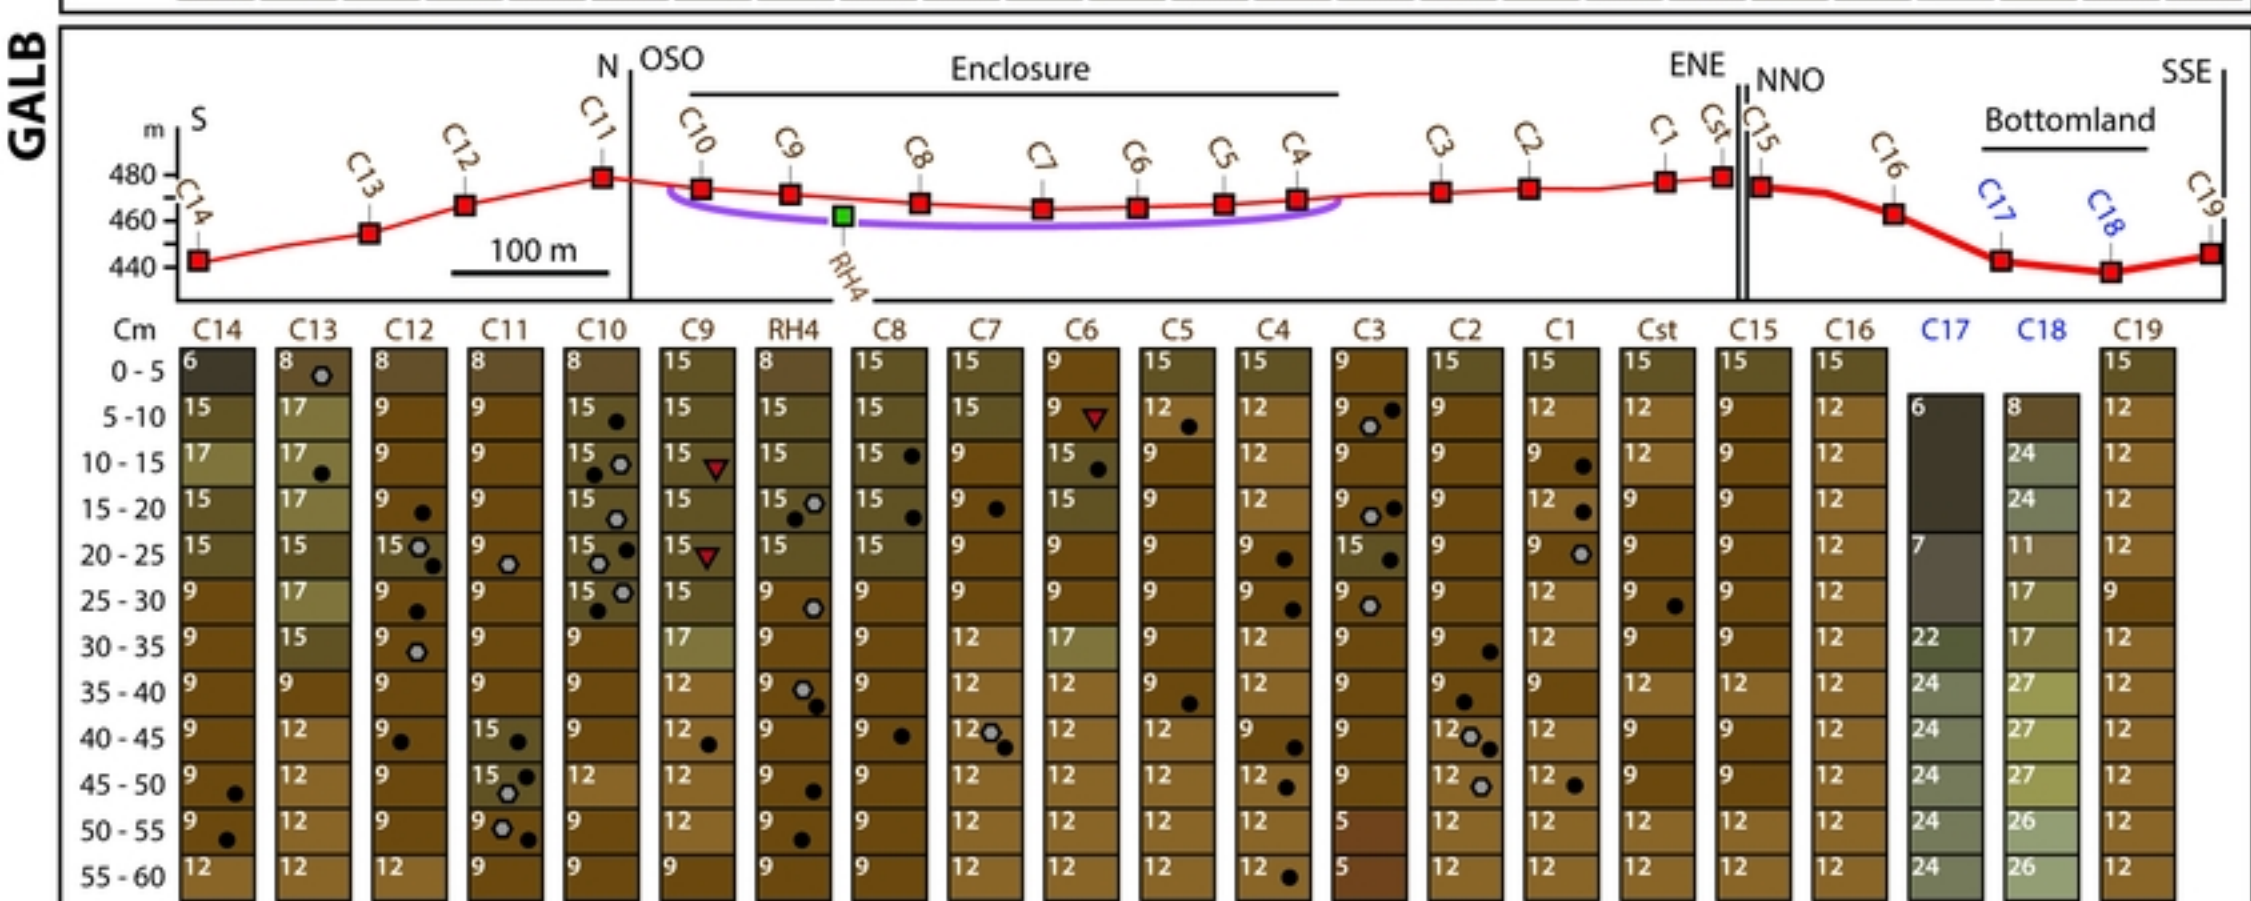 GALB
N OSO Enclosure ENE NNO SSE
m S C11 C10 C9 C8 C7 C6 C5 C4 C3 C2 C1 Cst C15 Bottomland
480 C14 C13 C12 C16 C17 C18 C19
460
440 100 m RH4
Cm C14 C13 C12 C11 C10 C9 RH4 C8 C7 C6 C5 C4 C3 C2 C1 Cst C15 C16 C17 C18 C19
0 - 5 6 8 8 8 8 15 8 15 15 9 15 15 9 15 15 15 15 15 15
5 -10 15 17 9 9 15 15 15 15 15 9 12 12 9 9 12 12 9 12 6 8 12
10 - 15 17 17 9 9 15 15 15 15 9 15 9 12 9 9 9 12 9 12 24 12
15 - 20 15 17 9 9 15 15 15 15 9 15 9 12 9 9 12 9 9 12 24 12
20 - 25 15 15 15 9 15 15 15 15 9 9 9 9 15 9 9 9 9 12 7 11 12
25 - 30 9 17 9 9 15 15 9 9 9 9 9 9 9 9 12 9 9 12 17 9
30 - 35 9 15 9 9 9 17 9 9 12 17 9 12 9 9 12 9 9 12 22 17 12
35 - 40 9 9 9 9 9 12 9 9 12 12 9 12 9 9 9 12 12 12 24 27 12
40 - 45 9 12 9 15 9 12 9 9 12 12 12 9 9 12 12 9 9 12 24 27 12
45 - 50 9 12 9 15 12 12 9 9 12 12 12 12 9 12 12 9 9 12 24 27 12
50 - 55 9 12 9 9 9 12 9 9 12 12 12 12 5 12 12 12 12 12 24 26 12
55 - 60 12 12 12 9 9 9 9 9 12 12 12 12 5 12 12 12 12 12 24 26 12